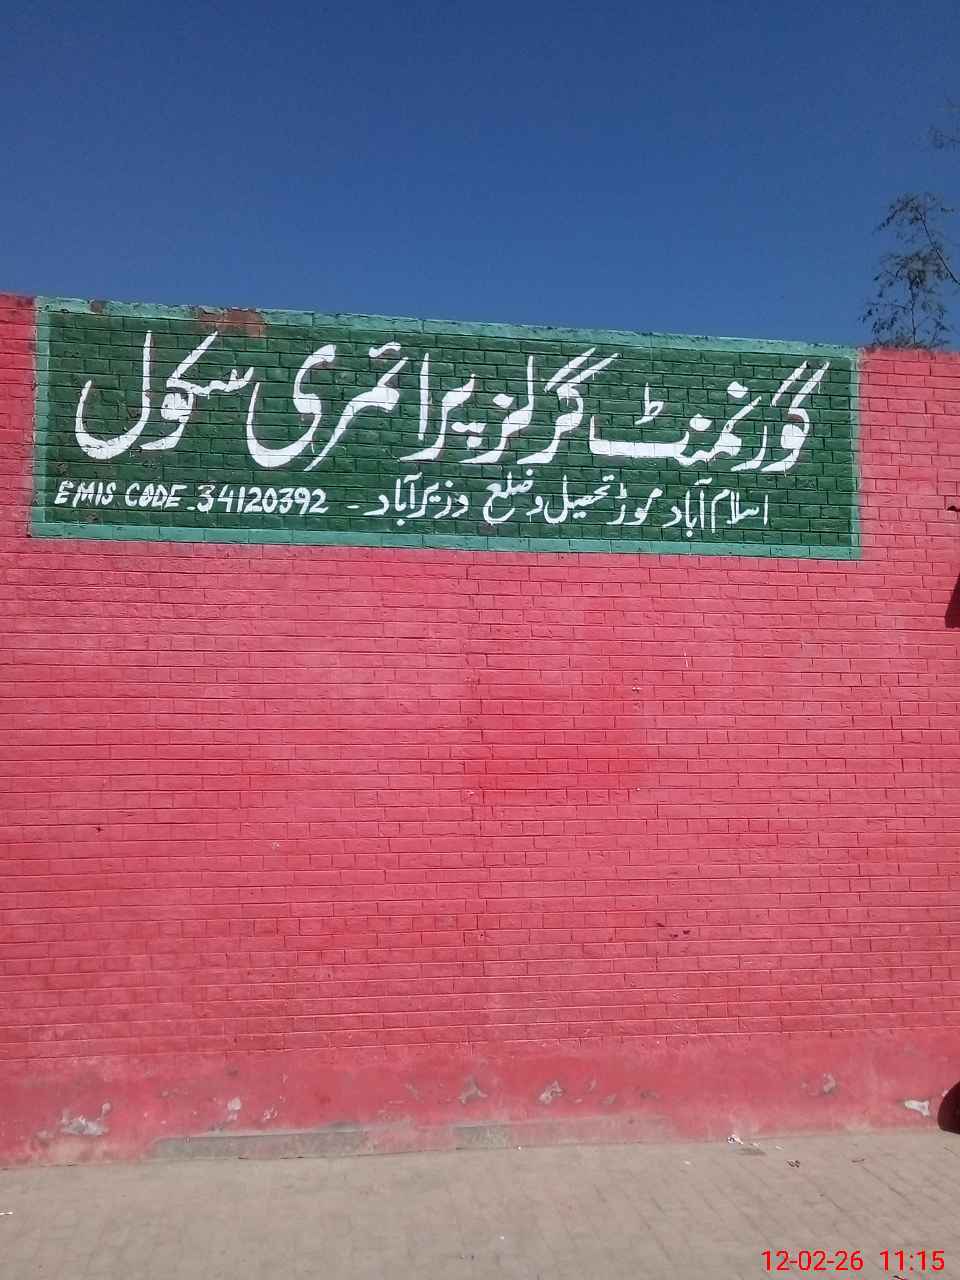 گورنمنٹ گرلز پرائمری سکول
اسلام آباد موڑ تحصیل و ضلع وزیرآباد۔
EMIS CODE - 34120392
12-02-26 11:15